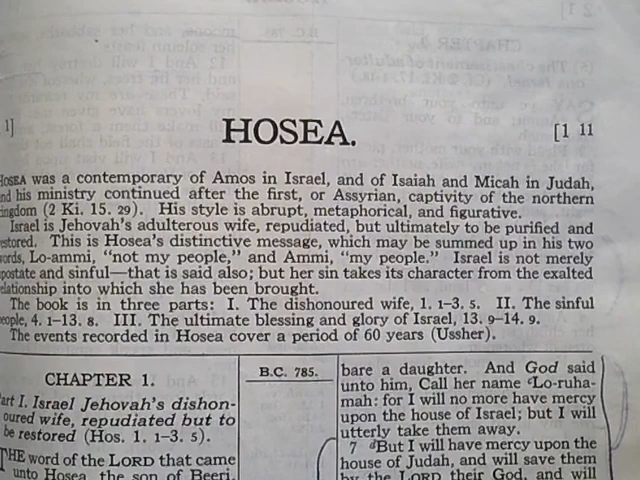 1]
HOSEA.
[1 11
HOSEA was a contemporary of Amos in Israel, and of Isaiah and Micah in Judah,
and his ministry continued after the first, or Assyrian, captivity of the northern
kingdom (2 Ki. 15. 29). His style is abrupt, metaphorical, and figurative.
Israel is Jehovah's adulterous wife, repudiated, but ultimately to be purified and
restored. This is Hosea's distinctive message, which may be summed up in his two
words, Lo-ammi, "not my people," and Ammi, "my people." Israel is not merely
apostate and sinful—that is said also; but her sin takes its character from the exalted
relationship into which she has been brought.
The book is in three parts: I. The dishonoured wife, 1. 1–3. 5. II. The sinful
people, 4. 1–13. 8. III. The ultimate blessing and glory of Israel, 13. 9–14. 9.
The events recorded in Hosea cover a period of 60 years (Ussher).
CHAPTER 1.
Part I. Israel Jehovah's dishon-
oured wife, repudiated but to
be restored (Hos. 1. 1–3. 5).
THE word of the LORD that came
unto Hosea, the son of Beeri,
B.C. 785.
bare a daughter. And God said
unto him, Call her name cLo-ruha-
mah: for I will no more have mercy
upon the house of Israel; but I will
utterly take them away.
7 dBut I will have mercy upon the
house of Judah, and will save them
by the LORD their God, and will